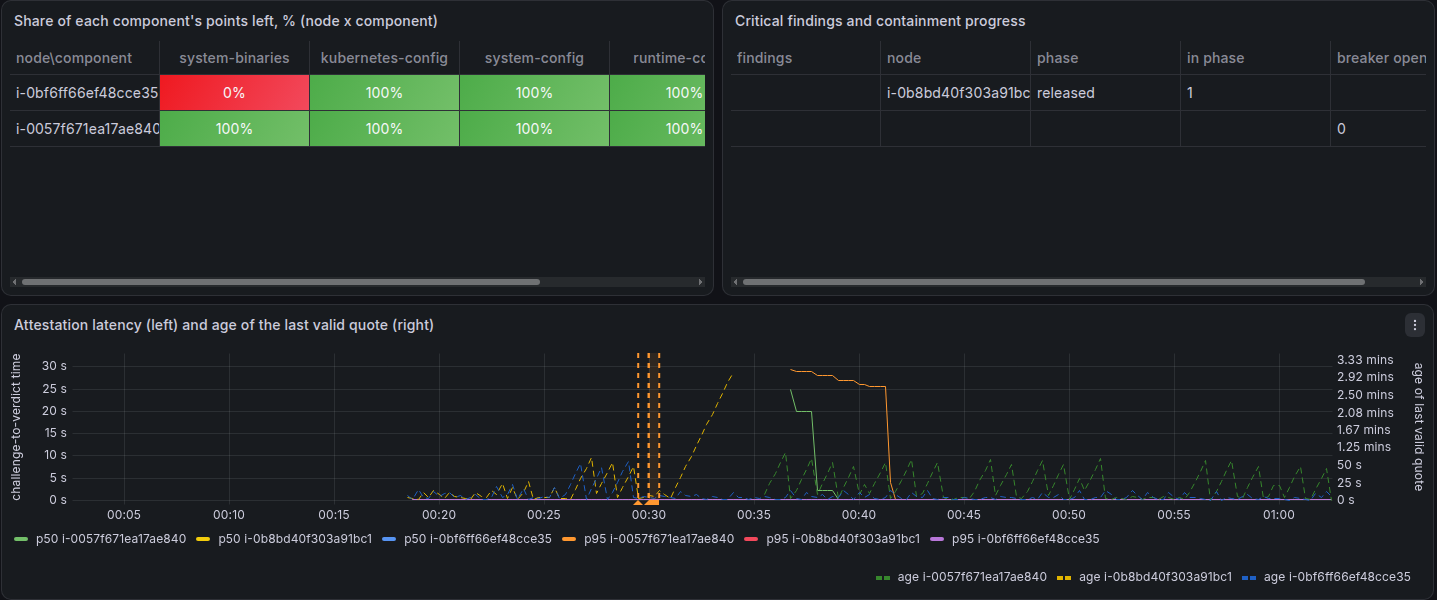 Share of each component's points left, % (node x component)
node\component system-binaries kubernetes-config system-config runtime-cc
i-0bf6ff66ef48cce35 0% 100% 100% 100%
i-0057f671ea17ae840 100% 100% 100% 100%
Critical findings and containment progress
findings node phase in phase breaker open
i-0b8bd40f303a91bc released 1
0
Attestation latency (left) and age of the last valid quote (right)
challenge-to-verdict time
30 s
25 s
20 s
15 s
10 s
5 s
0 s
3.33 mins
2.92 mins
2.50 mins
2.08 mins
1.67 mins
1.25 mins
50 s
25 s
0 s
age of last valid quote
00:05 00:10 00:15 00:20 00:25 00:30 00:35 00:40 00:45 00:50 00:55 01:00
p50 i-0057f671ea17ae840 p50 i-0b8bd40f303a91bc1 p50 i-0bf6ff66ef48cce35 p95 i-0057f671ea17ae840 p95 i-0b8bd40f303a91bc1 p95 i-0bf6ff66ef48cce35
age i-0057f671ea17ae840 age i-0b8bd40f303a91bc1 age i-0bf6ff66ef48cce35